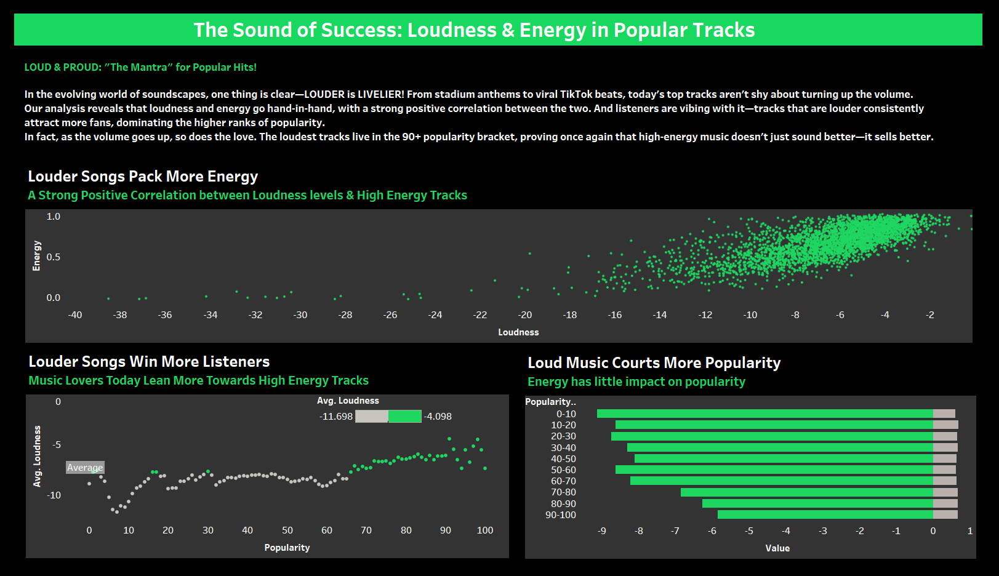 The Sound of Success: Loudness & Energy in Popular Tracks
LOUD & PROUD: "The Mantra" for Popular Hits!
In the evolving world of soundscapes, one thing is clear—LOUDER is LIVELIER! From stadium anthems to viral TikTok beats, today's top tracks aren't shy about turning up the volume.
Our analysis reveals that loudness and energy go hand-in-hand, with a strong positive correlation between the two. And listeners are vibing with it—tracks that are louder consistently
attract more fans, dominating the higher ranks of popularity.
In fact, as the volume goes up, so does the love. The loudest tracks live in the 90+ popularity bracket, proving once again that high-energy music doesn't just sound better—it sells better.
Louder Songs Pack More Energy
A Strong Positive Correlation between Loudness levels & High Energy Tracks
1.0
0.5
0.0
Energy
-40 -38 -36 -34 -32 -30 -28 -26 -24 -22 -20 -18 -16 -14 -12 -10 -8 -6 -4 -2
Loudness
Louder Songs Win More Listeners
Music Lovers Today Lean More Towards High Energy Tracks
Avg. Loudness
-11.698 -4.098
0
-5
-10
Avg. Loudness
Average
0 10 20 30 40 50 60 70 80 90 100
Popularity
Loud Music Courts More Popularity
Energy has little impact on popularity
Popularity..
0-10
10-20
20-30
30-40
40-50
50-60
60-70
70-80
80-90
90-100
-9 -8 -7 -6 -5 -4 -3 -2 -1 0 1
Value